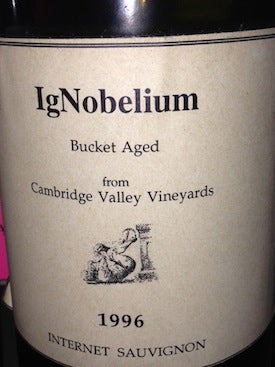 IgNobelium
Bucket Aged
from
Cambridge Valley Vineyards
1996
INTERNET SAUVIGNON